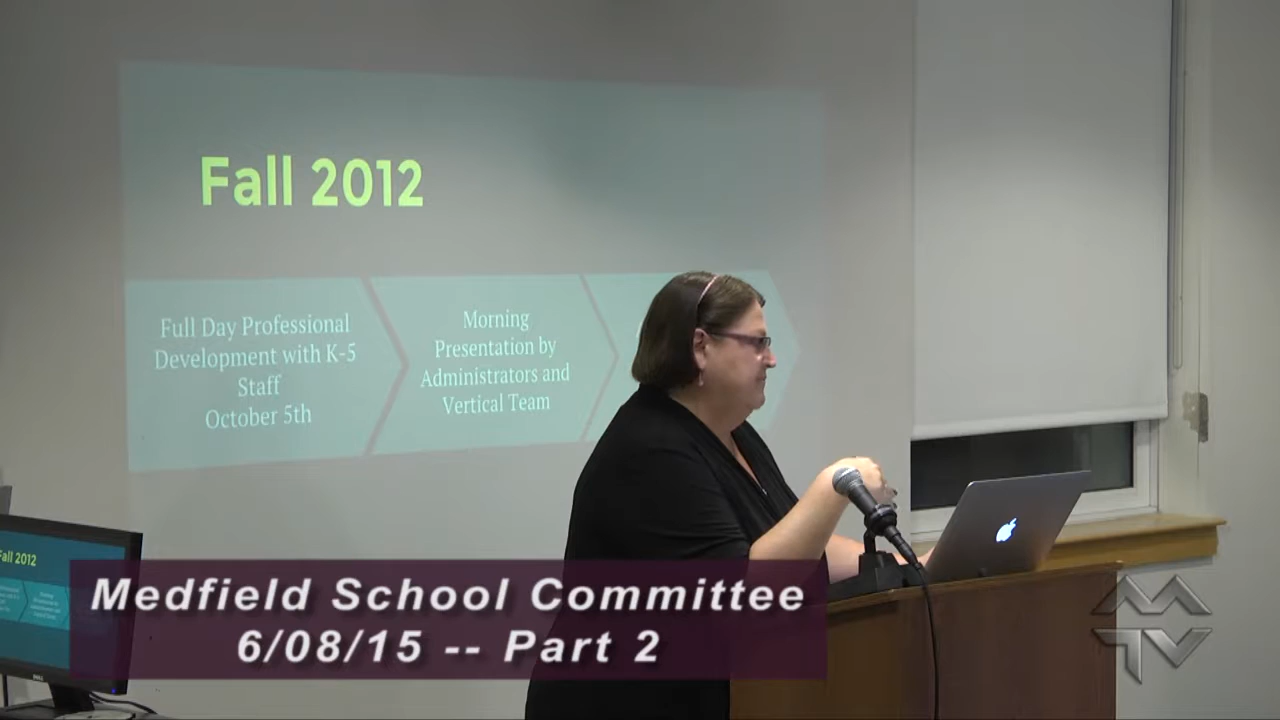 Fall 2012
Full Day Professional
Development with K-5
Staff
October 5th
Morning
Presentation by
Administrators and
Vertical Team
Fall 2012
Medfield School Committee
6/08/15 -- Part 2
MTV